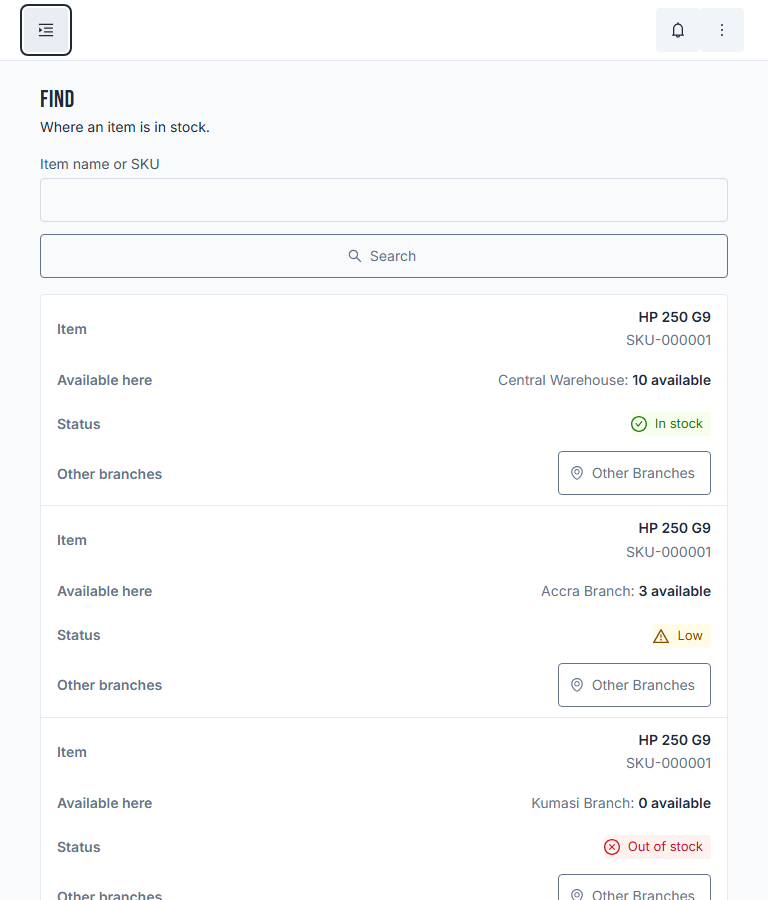 FIND
Where an item is in stock.
Item name or SKU
Search
Item
HP 250 G9
SKU-000001
Available here
Central Warehouse: 10 available
Status
In stock
Other branches
Other Branches
Item
HP 250 G9
SKU-000001
Available here
Accra Branch: 3 available
Status
Low
Other branches
Other Branches
Item
HP 250 G9
SKU-000001
Available here
Kumasi Branch: 0 available
Status
Out of stock
Other branches
Other Branches